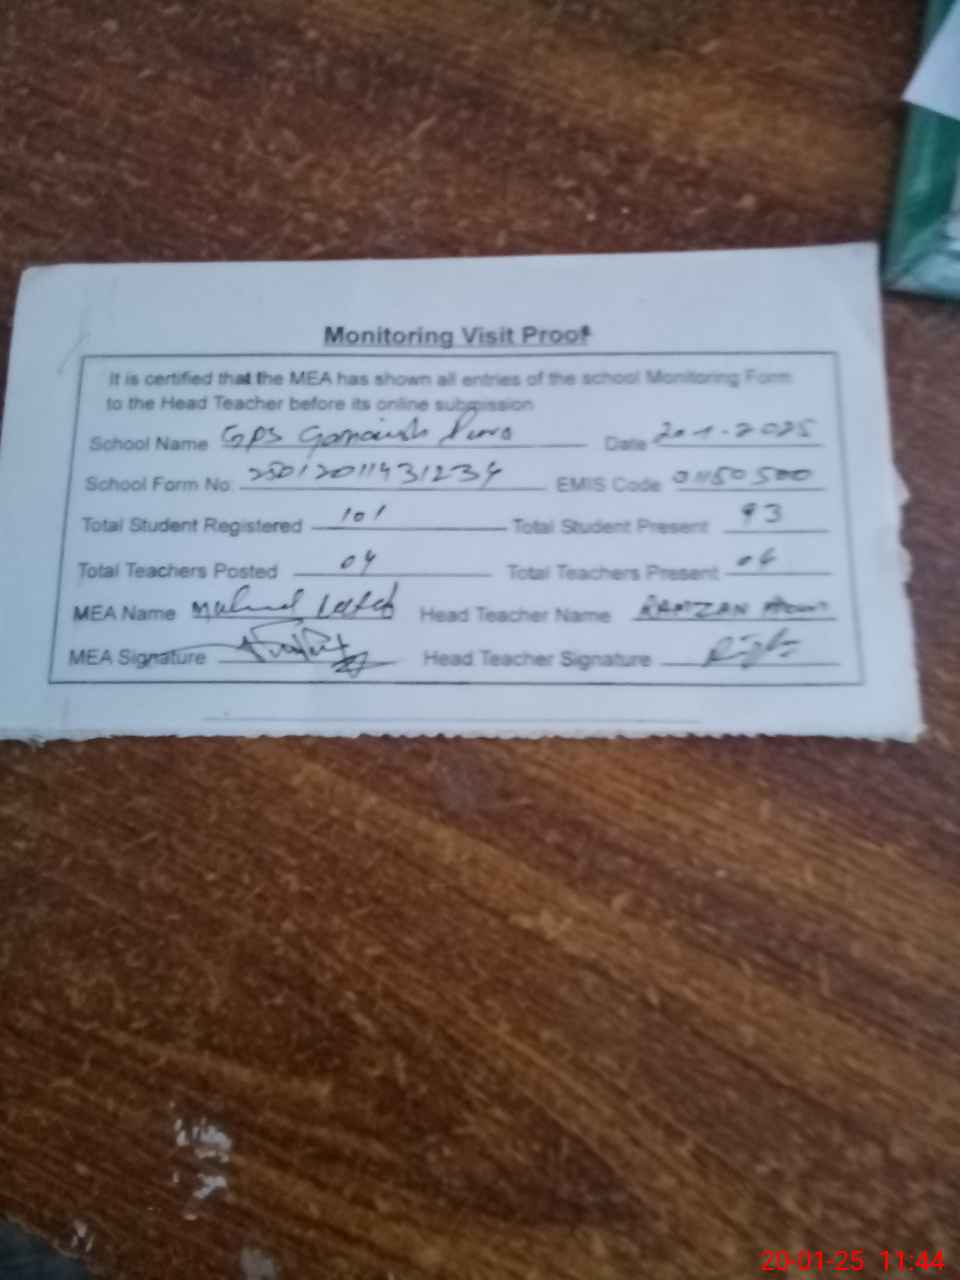 Monitoring Visit Proof
It is certified that the MEA has shown all entries of the school Monitoring Form
to the Head Teacher before its online submission
School Name GPS Date 20-1-2025
School Form No: 25012011431234 EMIS Code 01150500
Total Student Registered 101 Total Student Present 93
Total Teachers Posted 04 Total Teachers Present 04
MEA Name Head Teacher Name RAMZAN
MEA Signature Head Teacher Signature
20-01-25 11:44